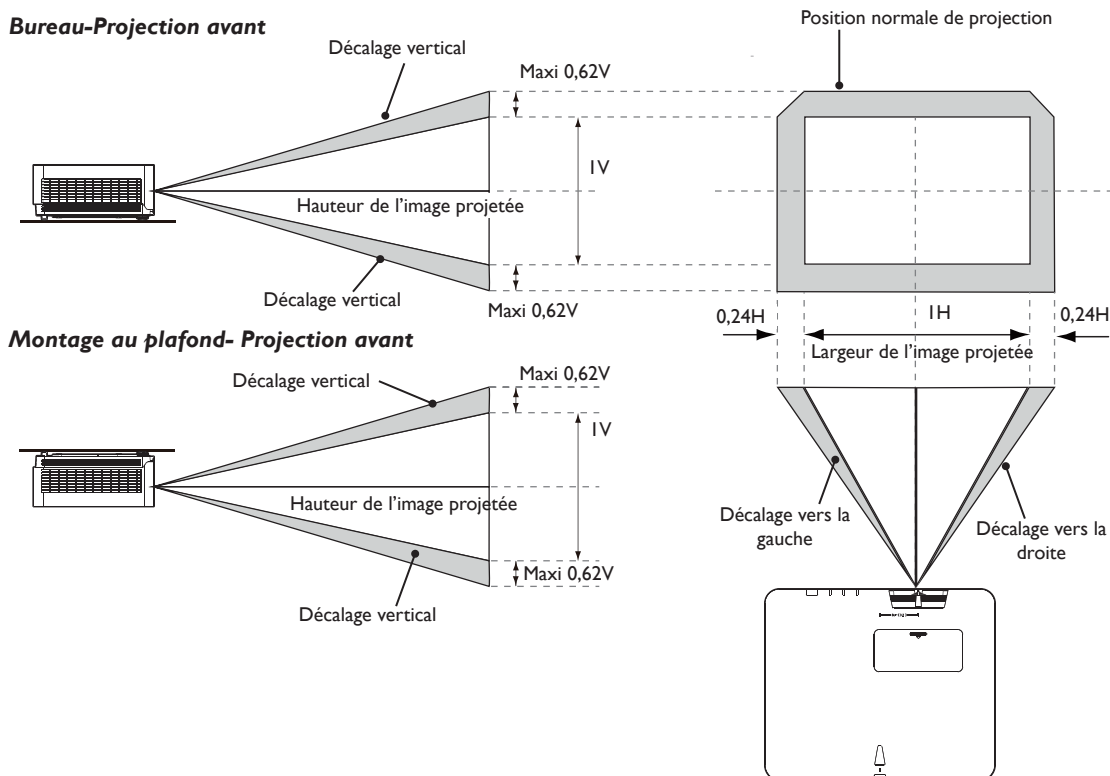 Bureau-Projection avant
Position normale de projection
Décalage vertical
Maxi 0,62V
1V
Hauteur de l'image projetée
Décalage vertical
Maxi 0,62V
0,24H
1H
0,24H
Largeur de l'image projetée
Montage au plafond- Projection avant
Décalage vertical
Maxi 0,62V
1V
Hauteur de l'image projetée
Maxi 0,62V
Décalage vertical
Décalage vers la
gauche
Décalage vers la
droite